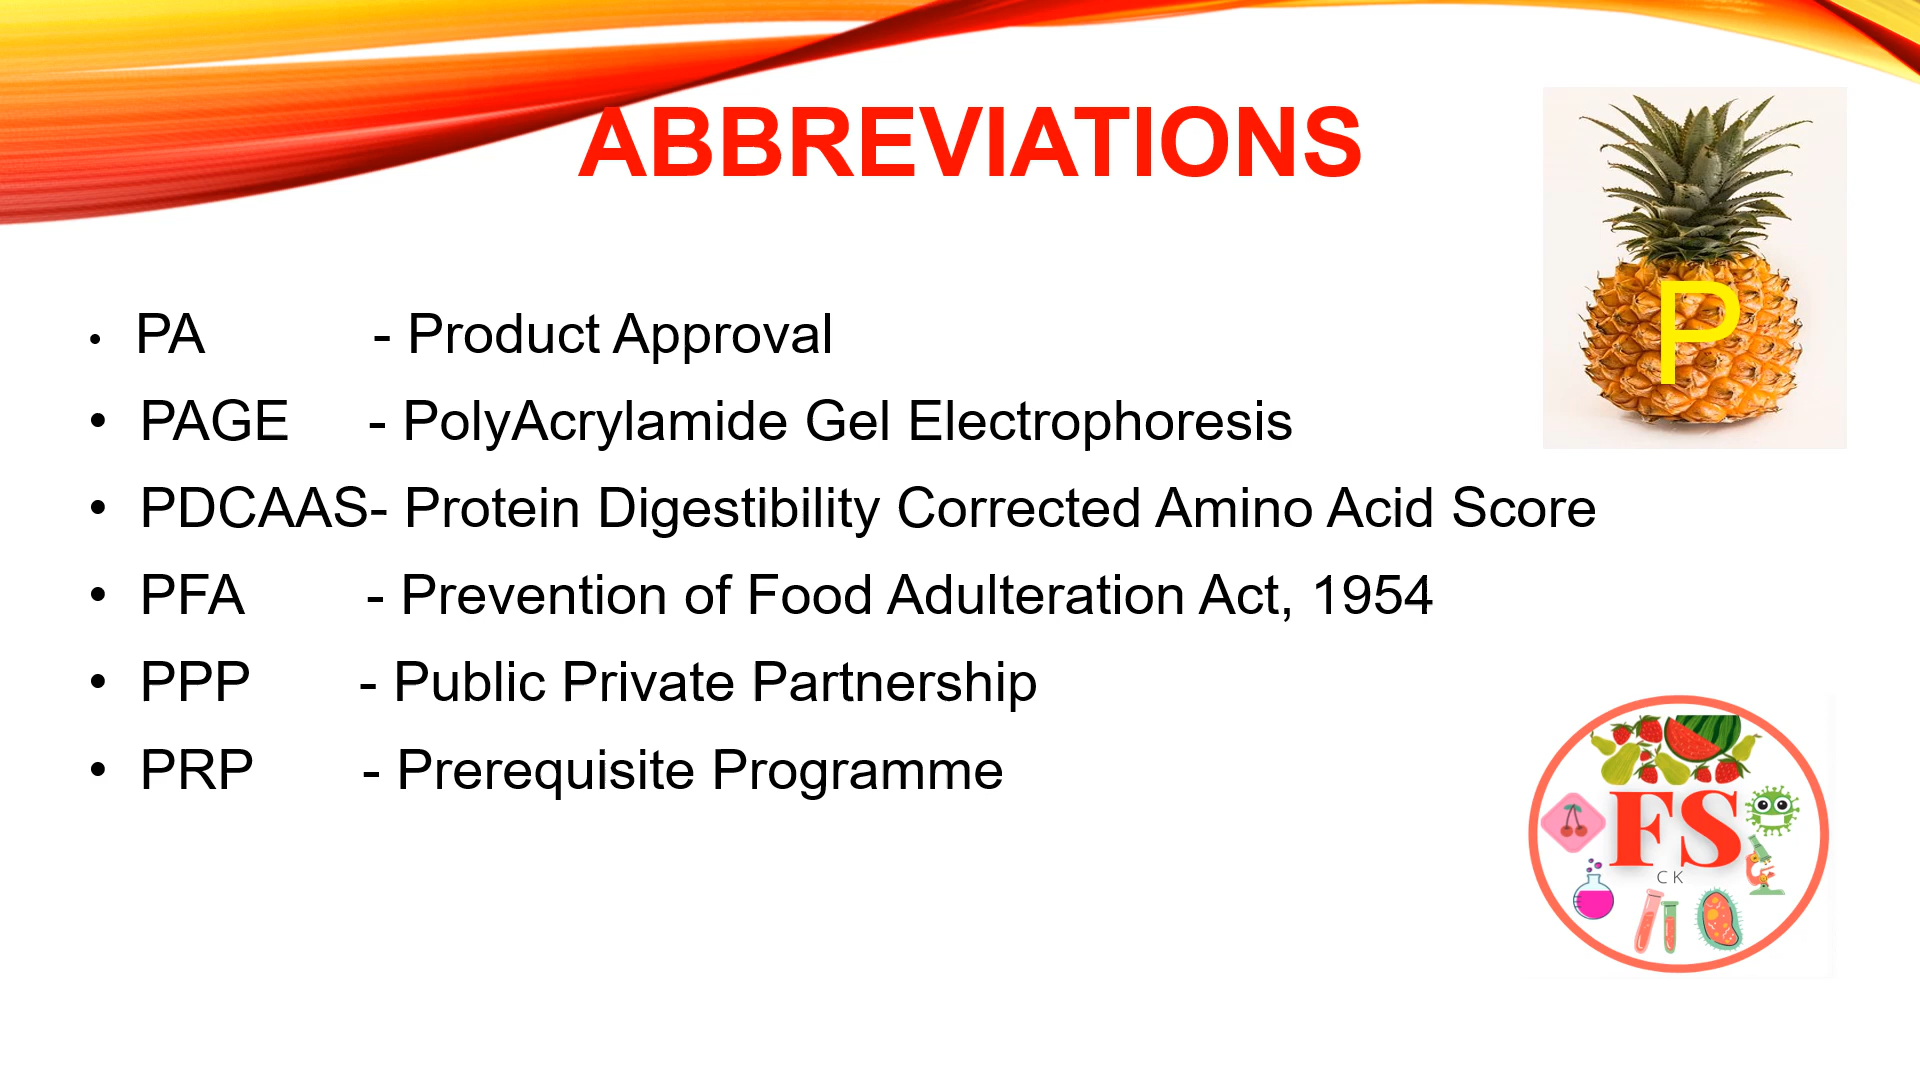 ABBREVIATIONS
P
• PA - Product Approval
• PAGE - PolyAcrylamide Gel Electrophoresis
• PDCAAS- Protein Digestibility Corrected Amino Acid Score
• PFA - Prevention of Food Adulteration Act, 1954
• PPP - Public Private Partnership
• PRP - Prerequisite Programme
FS
CK